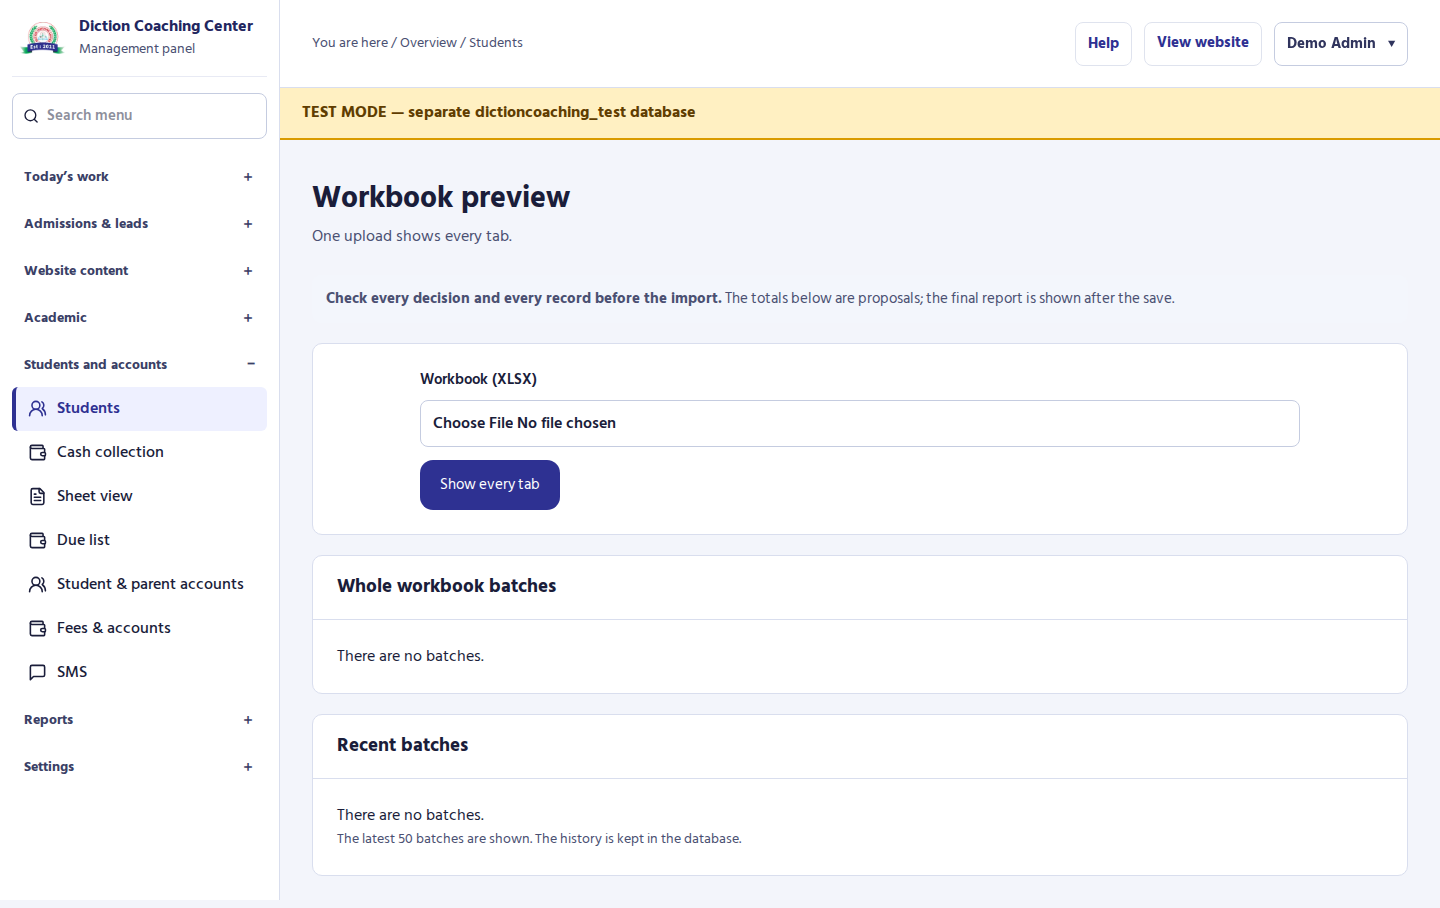 Diction Coaching Center
Management panel
Est : 2011
Search menu
Today’s work +
Admissions & leads +
Website content +
Academic +
Students and accounts −
Students
Cash collection
Sheet view
Due list
Student & parent accounts
Fees & accounts
SMS
Reports +
Settings +
You are here / Overview / Students
Help
View website
Demo Admin ▾
TEST MODE — separate dictioncoaching_test database
Workbook preview
One upload shows every tab.
Check every decision and every record before the import. The totals below are proposals; the final report is shown after the save.
Workbook (XLSX)
Choose File No file chosen
Show every tab
Whole workbook batches
There are no batches.
Recent batches
There are no batches.
The latest 50 batches are shown. The history is kept in the database.